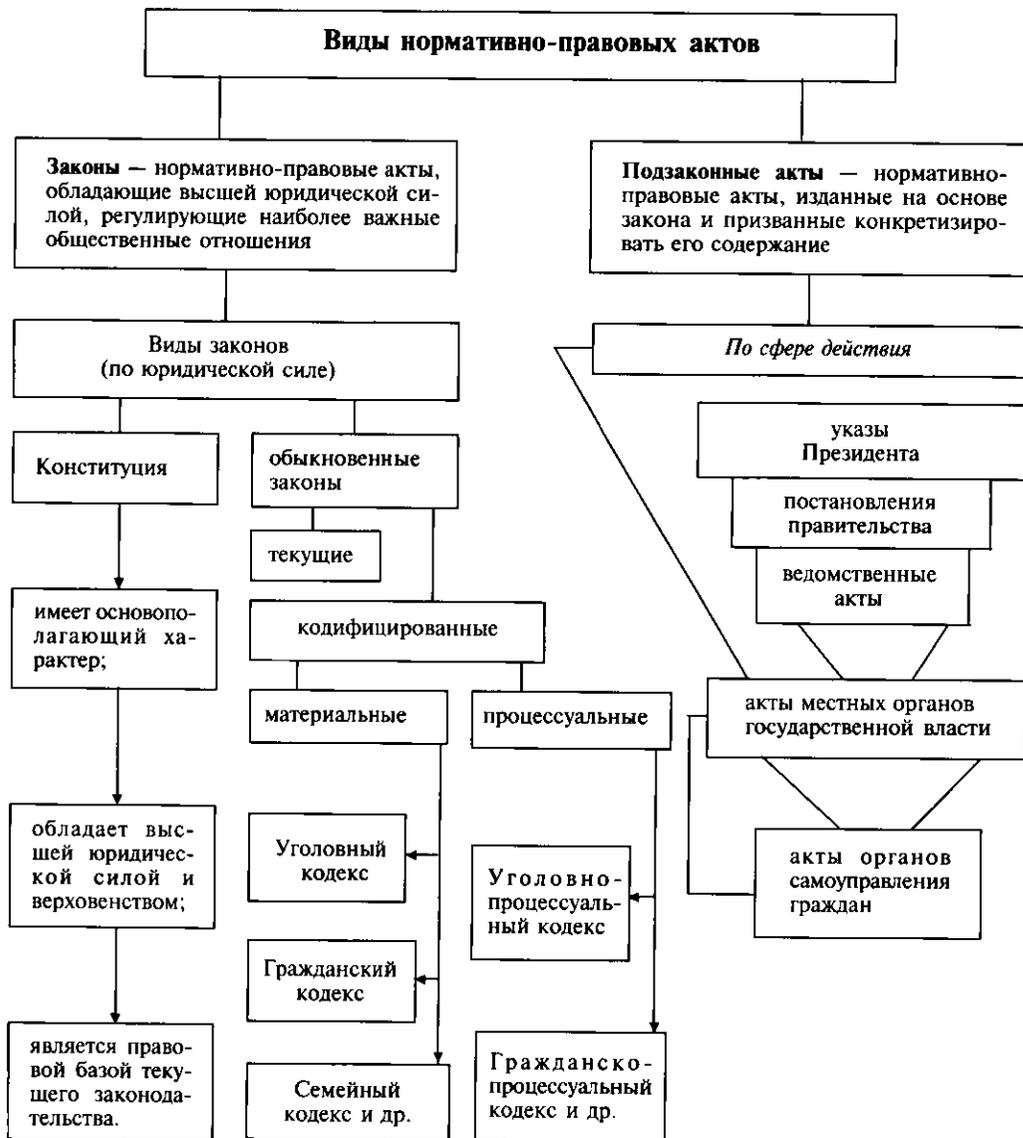 Виды нормативно-правовых актов
Законы — нормативно-правовые акты,
обладающие высшей юридической си-
лой, регулирующие наиболее важные
общественные отношения
Подзаконные акты — нормативно-
правовые акты, изданные на основе
закона и призванные конкретизиро-
вать его содержание
Виды законов
(по юридической силе)
По сфере действия
Конституция
обыкновенные
законы
текущие
имеет основопо-
лагающий ха-
рактер;
кодифицированные
материальные
процессуальные
обладает выс-
шей юридичес-
кой силой и
верховенством;
Уголовный
кодекс
Уголовно-
процессуаль-
ный кодекс
Гражданский
кодекс
является право-
вой базой теку-
щего законода-
тельства.
Семейный
кодекс и др.
Гражданско-
процессуальный
кодекс и др.
указы
Президента
постановления
правительства
ведомственные
акты
акты местных органов
государственной власти
акты органов
самоуправления
граждан